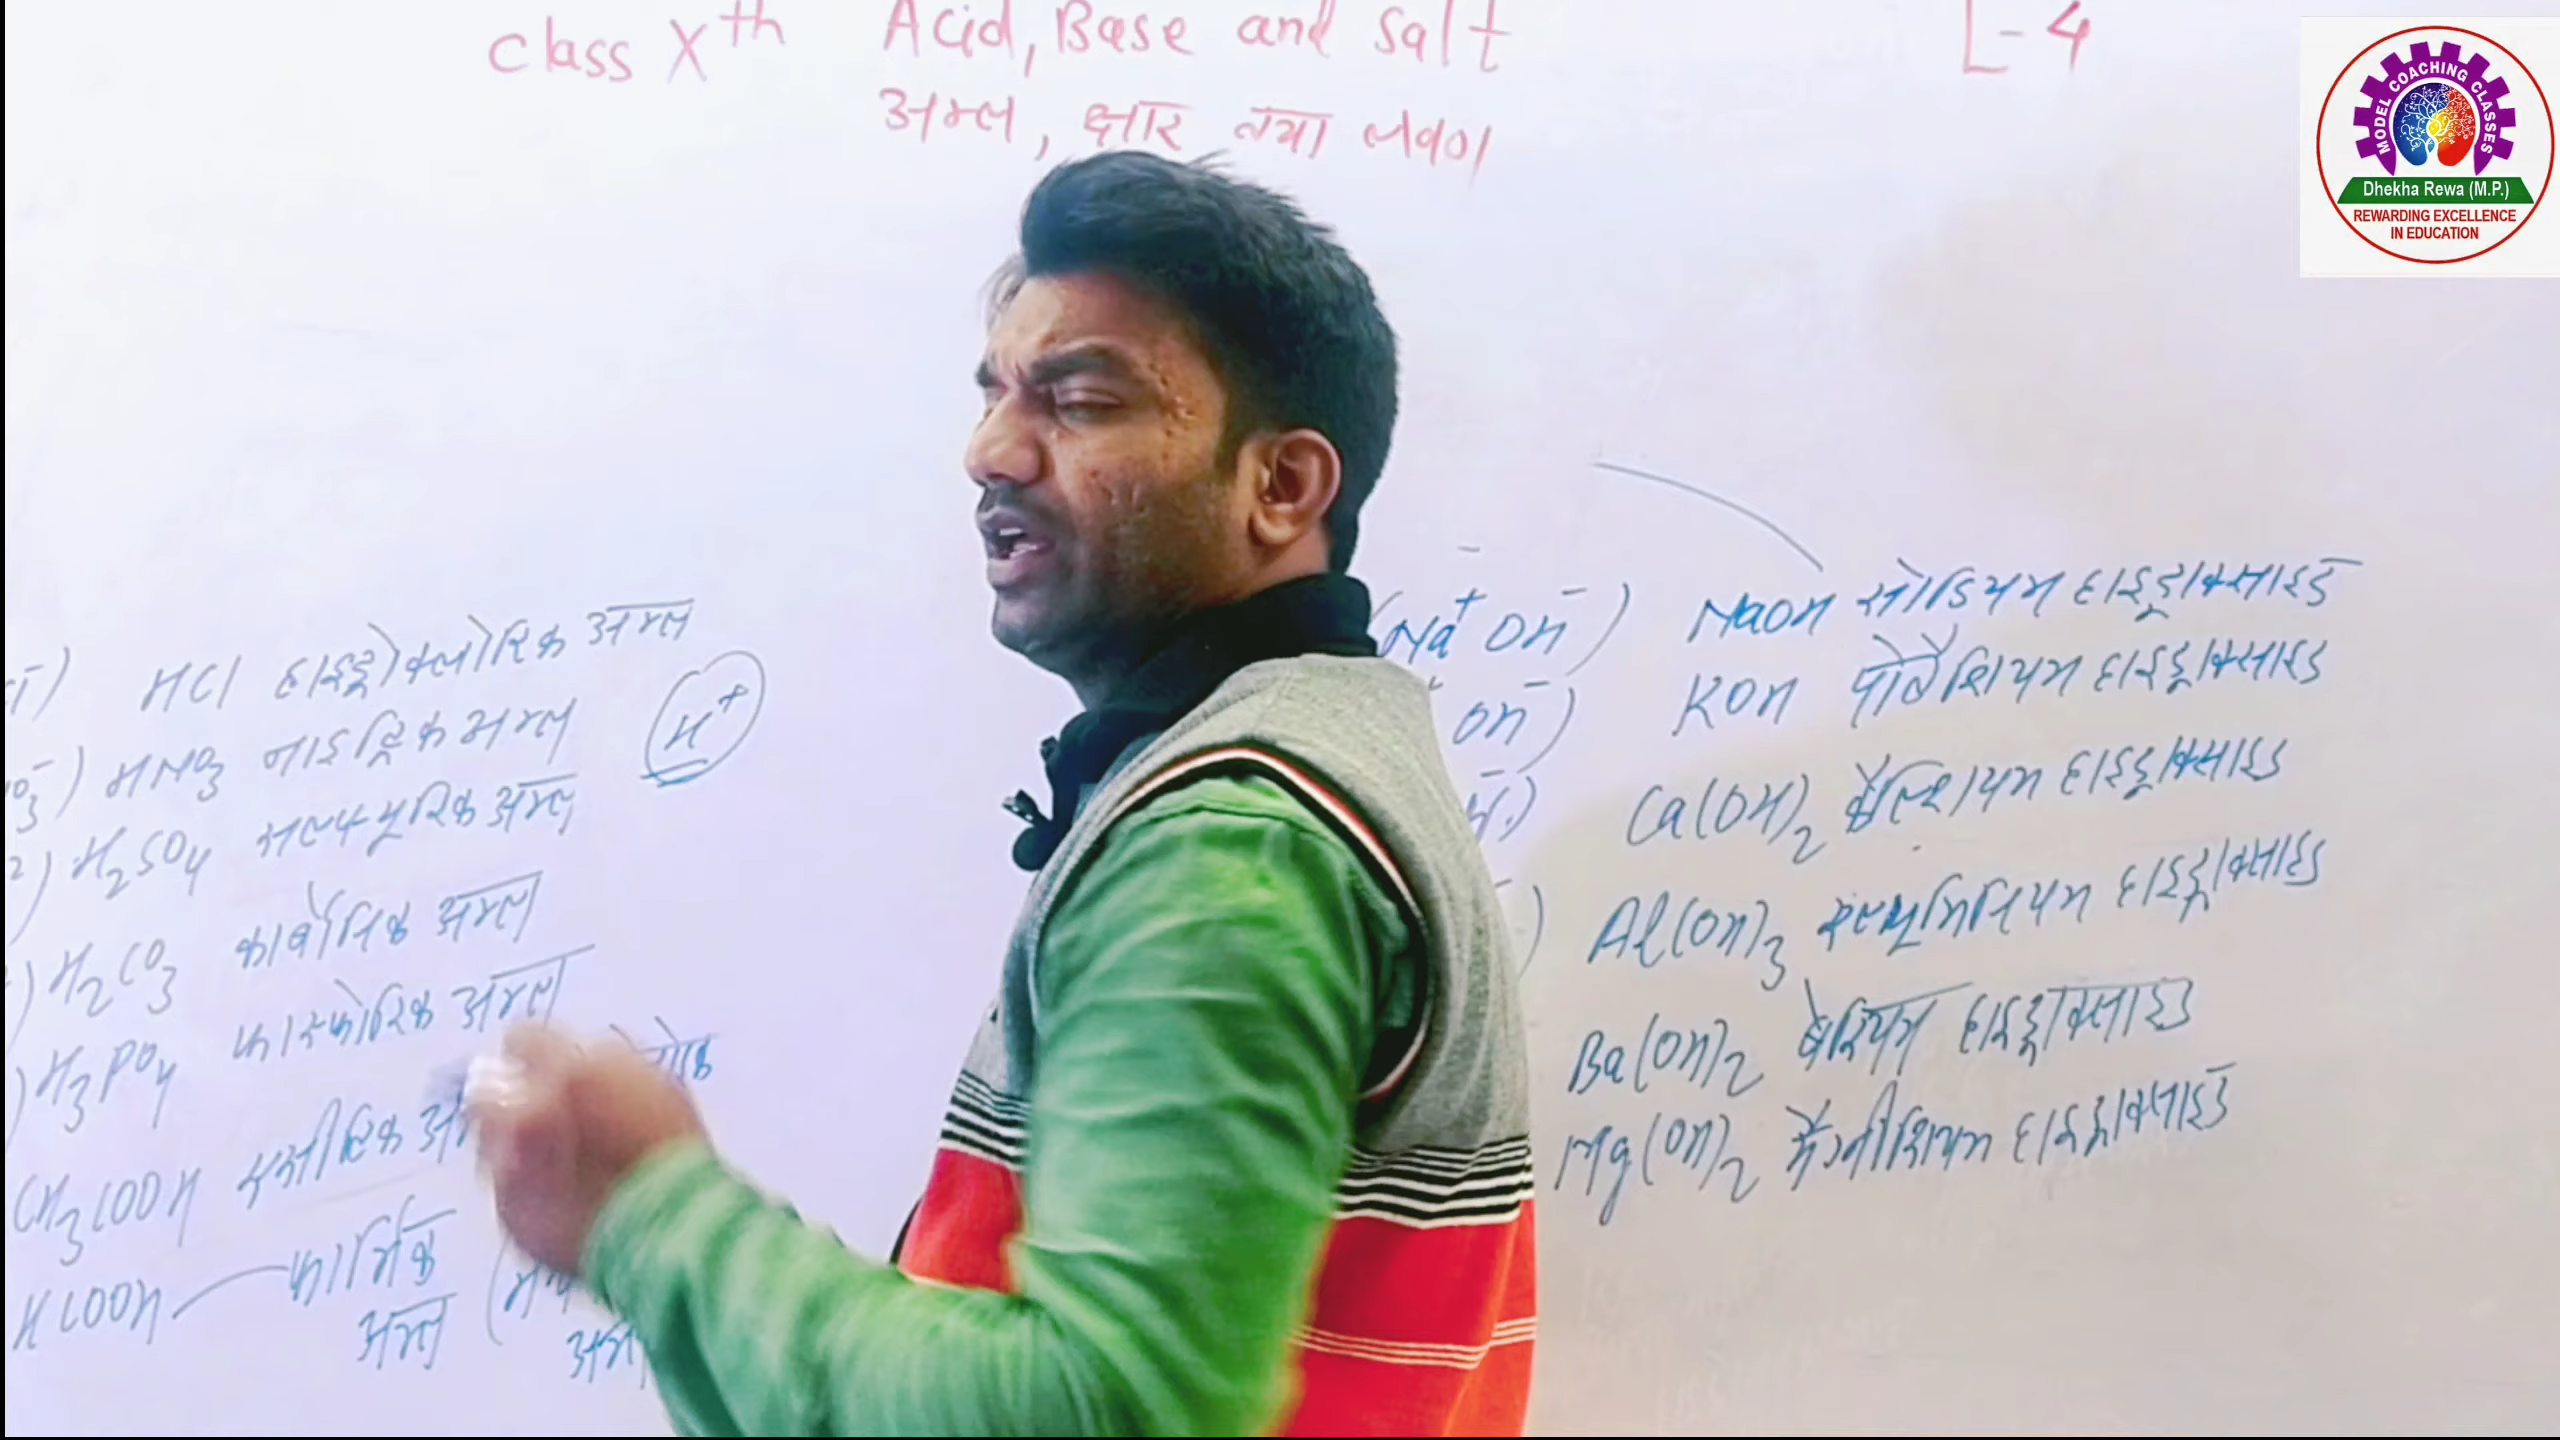 Class Xth Acid, Base and Salt L-4
अम्ल, क्षार तथा लवण
MODEL COACHING CLASSES
Dhekha Rewa (M.P.)
REWARDING EXCELLENCE
IN EDUCATION
HCl हाइड्रोक्लोरिक अम्ल
HNO3 नाइट्रिक अम्ल
H+
H2SO4 सल्फ्यूरिक अम्ल
H2CO3 कार्बोनिक अम्ल
H3PO4 फास्फोरिक अम्ल
CH3COOH एसीटिक
HCOOH फार्मिक
अम्ल
(Na+ OH-) NaOH सोडियम हाइड्राक्साइड
OH-) KOH पोटैशियम हाइड्राक्साइड
Ca(OH)2 कैल्शियम हाइड्राक्साइड
Al(OH)3 एल्युमिनियम हाइड्राक्साइड
Ba(OH)2 बेरियम हाइड्राक्साइड
Mg(OH)2 मैग्नीशियम हाइड्राक्साइड